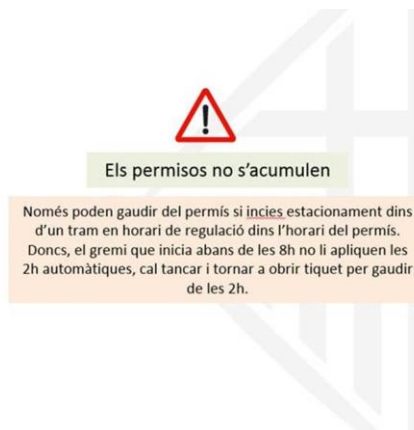 Els permisos no s'acumulen
Només poden gaudir del permís si incies estacionament dins
d'un tram en horari de regulació dins l'horari del permís.
Doncs, el gremi que inicia abans de les 8h no li apliquen les
2h automàtiques, cal tancar i tornar a obrir tiquet per gaudir
de les 2h.